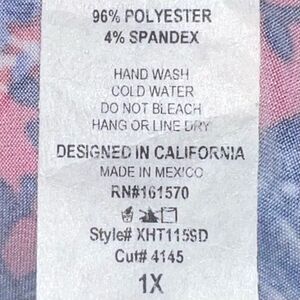 96% POLYESTER
4% SPANDEX
HAND WASH
COLD WATER
DO NOT BLEACH
HANG OR LINE DRY
DESIGNED IN CALIFORNIA
MADE IN MEXICO
RN#161570
Style# XHT115SD
Cut# 4145
1X